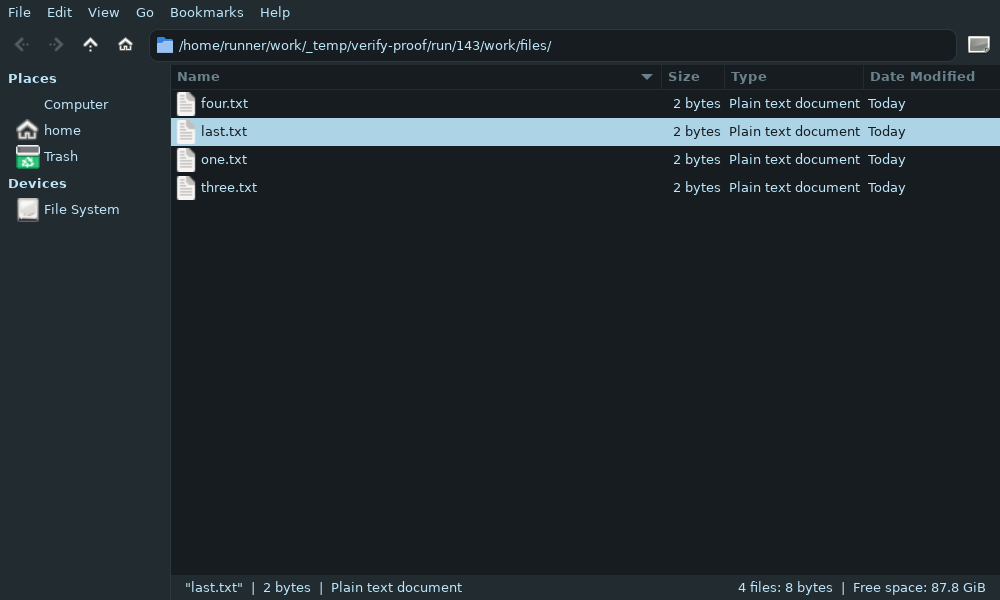 File Edit View Go Bookmarks Help
/home/runner/work/_temp/verify-proof/run/143/work/files/
Places
Computer
home
Trash
Devices
File System
Name Size Type Date Modified
four.txt 2 bytes Plain text document Today
last.txt 2 bytes Plain text document Today
one.txt 2 bytes Plain text document Today
three.txt 2 bytes Plain text document Today
"last.txt" | 2 bytes | Plain text document 4 files: 8 bytes | Free space: 87.8 GiB